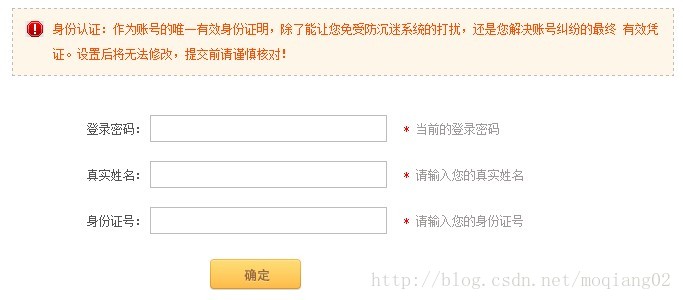 身份认证：作为账号的唯一有效身份证明，除了能让您免受防沉迷系统的打扰，还是您解决账号纠纷的最终 有效凭
证。设置后将无法修改，提交前请谨慎核对！
登录密码： * 当前的登录密码
真实姓名： * 请输入您的真实姓名
身份证号： * 请输入您的身份证号
确定
http://blog.csdn.net/moqiang02